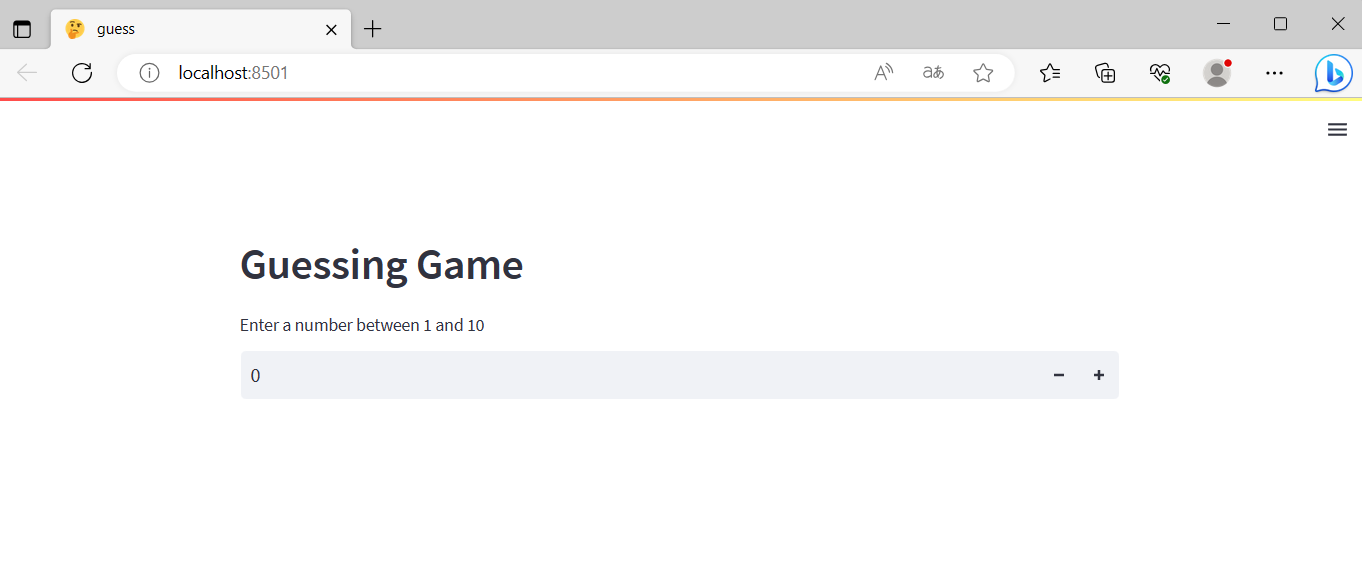 guess
localhost:8501
Guessing Game
Enter a number between 1 and 10
0